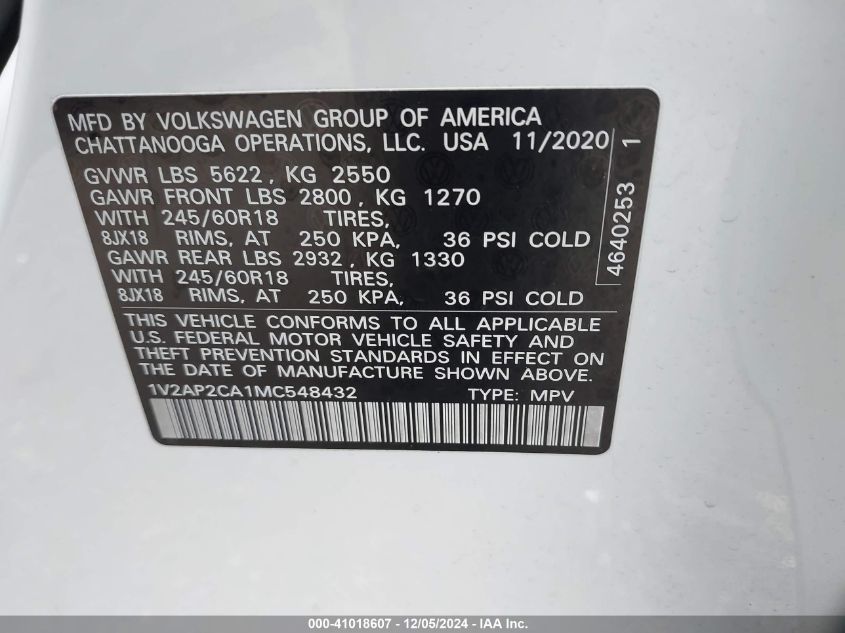 MFD BY VOLKSWAGEN GROUP OF AMERICA
CHATTANOOGA OPERATIONS, LLC. USA 11/2020
GVWR LBS 5622, KG 2550
GAWR FRONT LBS 2800, KG 1270
WITH 245/60R18 TIRES,
8JX18 RIMS, AT 250 KPA, 36 PSI COLD
GAWR REAR LBS 2932, KG 1330
WITH 245/60R18 TIRES,
8JX18 RIMS, AT 250 KPA, 36 PSI COLD
THIS VEHICLE CONFORMS TO ALL APPLICABLE
U.S. FEDERAL MOTOR VEHICLE SAFETY AND
THEFT PREVENTION STANDARDS IN EFFECT ON
THE DATE OF MANUFACTURE SHOWN ABOVE.
1V2AP2CA1MC548432 TYPE: MPV
4640253 1
000-41018607 - 12/05/2024 - IAA Inc.